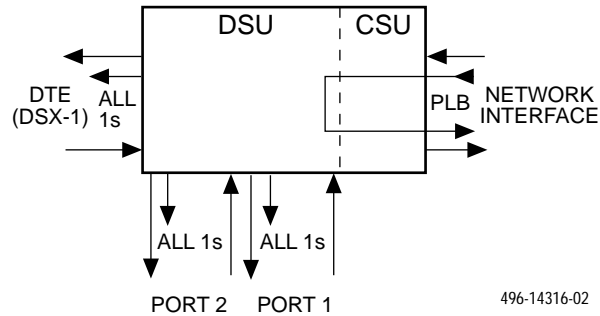 DSU
CSU
DTE
(DSX-1)
ALL
1s
PLB
NETWORK
INTERFACE
ALL 1s
ALL 1s
PORT 2
PORT 1
496-14316-02